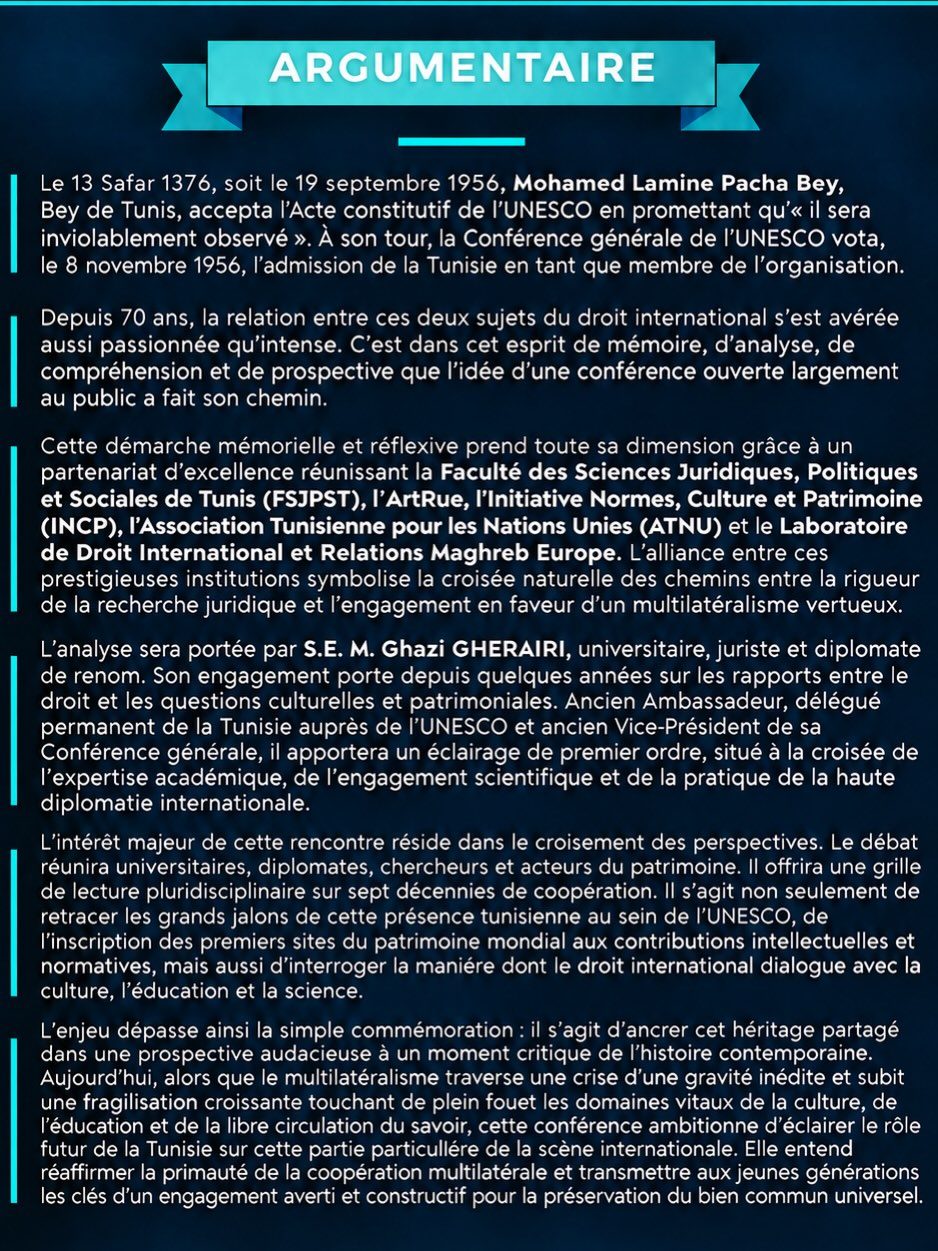 ARGUMENTAIRE
Le 13 Safar 1376, soit le 19 septembre 1956, Mohamed Lamine Pacha Bey,
Bey de Tunis, accepta l'Acte constitutif de l'UNESCO en promettant qu'« il sera
inviolablement observé ». À son tour, la Conférence générale de l'UNESCO vota,
le 8 novembre 1956, l'admission de la Tunisie en tant que membre de l'organisation.
Depuis 70 ans, la relation entre ces deux sujets du droit international s'est avérée
aussi passionnée qu'intense. C'est dans cet esprit de mémoire, d'analyse, de
compréhension et de prospective que l'idée d'une conférence ouverte largement
au public a fait son chemin.
Cette démarche mémorielle et réflexive prend toute sa dimension grâce à un
partenariat d'excellence réunissant la Faculté des Sciences Juridiques, Politiques
et Sociales de Tunis (FSJPST), l'ArtRue, l'Initiative Normes, Culture et Patrimoine
(INCP), l'Association Tunisienne pour les Nations Unies (ATNU) et le Laboratoire
de Droit International et Relations Maghreb Europe. L'alliance entre ces
prestigieuses institutions symbolise la croisée naturelle des chemins entre la rigueur
de la recherche juridique et l'engagement en faveur d'un multilatéralisme vertueux.
L'analyse sera portée par S.E. M. Ghazi GHERAIRI, universitaire, juriste et diplomate
de renom. Son engagement porte depuis quelques années sur les rapports entre le
droit et les questions culturelles et patrimoniales. Ancien Ambassadeur, délégué
permanent de la Tunisie auprès de l'UNESCO et ancien Vice-Président de sa
Conférence générale, il apportera un éclairage de premier ordre, situé à la croisée de
l'expertise académique, de l'engagement scientifique et de la pratique de la haute
diplomatie internationale.
L'intérêt majeur de cette rencontre réside dans le croisement des perspectives. Le débat
réunira universitaires, diplomates, chercheurs et acteurs du patrimoine. Il offrira une grille
de lecture pluridisciplinaire sur sept décennies de coopération. Il s'agit non seulement de
retracer les grands jalons de cette présence tunisienne au sein de l'UNESCO, de
l'inscription des premiers sites du patrimoine mondial aux contributions intellectuelles et
normatives, mais aussi d'interroger la maniére dont le droit international dialogue avec la
culture, l'éducation et la science.
L'enjeu dépasse ainsi la simple commémoration : il s'agit d'ancrer cet héritage partagé
dans une prospective audacieuse à un moment critique de l'histoire contemporaine.
Aujourd'hui, alors que le multilatéralisme traverse une crise d'une gravité inédite et subit
une fragilisation croissante touchant de plein fouet les domaines vitaux de la culture, de
l'éducation et de la libre circulation du savoir, cette conférence ambitionne d'éclairer le rôle
futur de la Tunisie sur cette partie particullére de la scène internationale. Elle entend
réaffirmer la primauté de la coopération multilatérale et transmettre aux jeunes générations
les clés d'un engagement averti et constructif pour la préservation du bien commun universel.